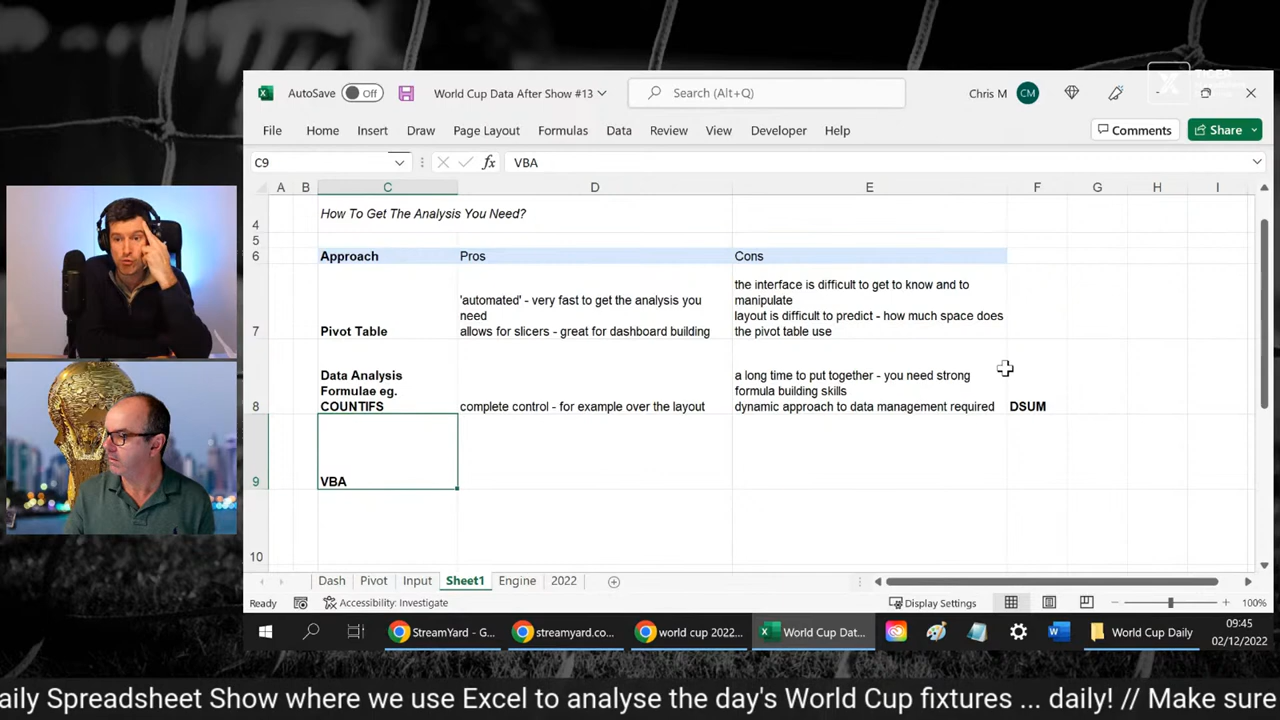 AutoSave Off World Cup Data After Show #13 Search (Alt+Q) Chris M CM
File Home Insert Draw Page Layout Formulas Data Review View Developer Help Comments Share
C9 fx VBA
A B C D E F G H I
4 How To Get The Analysis You Need?
5
6 Approach Pros Cons
the interface is difficult to get to know and to
'automated' - very fast to get the analysis you manipulate
need layout is difficult to predict - how much space does
7 Pivot Table allows for slicers - great for dashboard building the pivot table use
Data Analysis a long time to put together - you need strong
Formulae eg. formula building skills
8 COUNTIFS complete control - for example over the layout dynamic approach to data management required DSUM
9 VBA
10
Dash Pivot Input Sheet1 Engine 2022
Ready Accessibility: Investigate Display Settings 100%
StreamYard - G... streamyard.co... world cup 2022... World Cup Dat... World Cup Daily 09:45
02/12/2022
aily Spreadsheet Show where we use Excel to analyse the day's World Cup fixtures ... daily! // Make sure